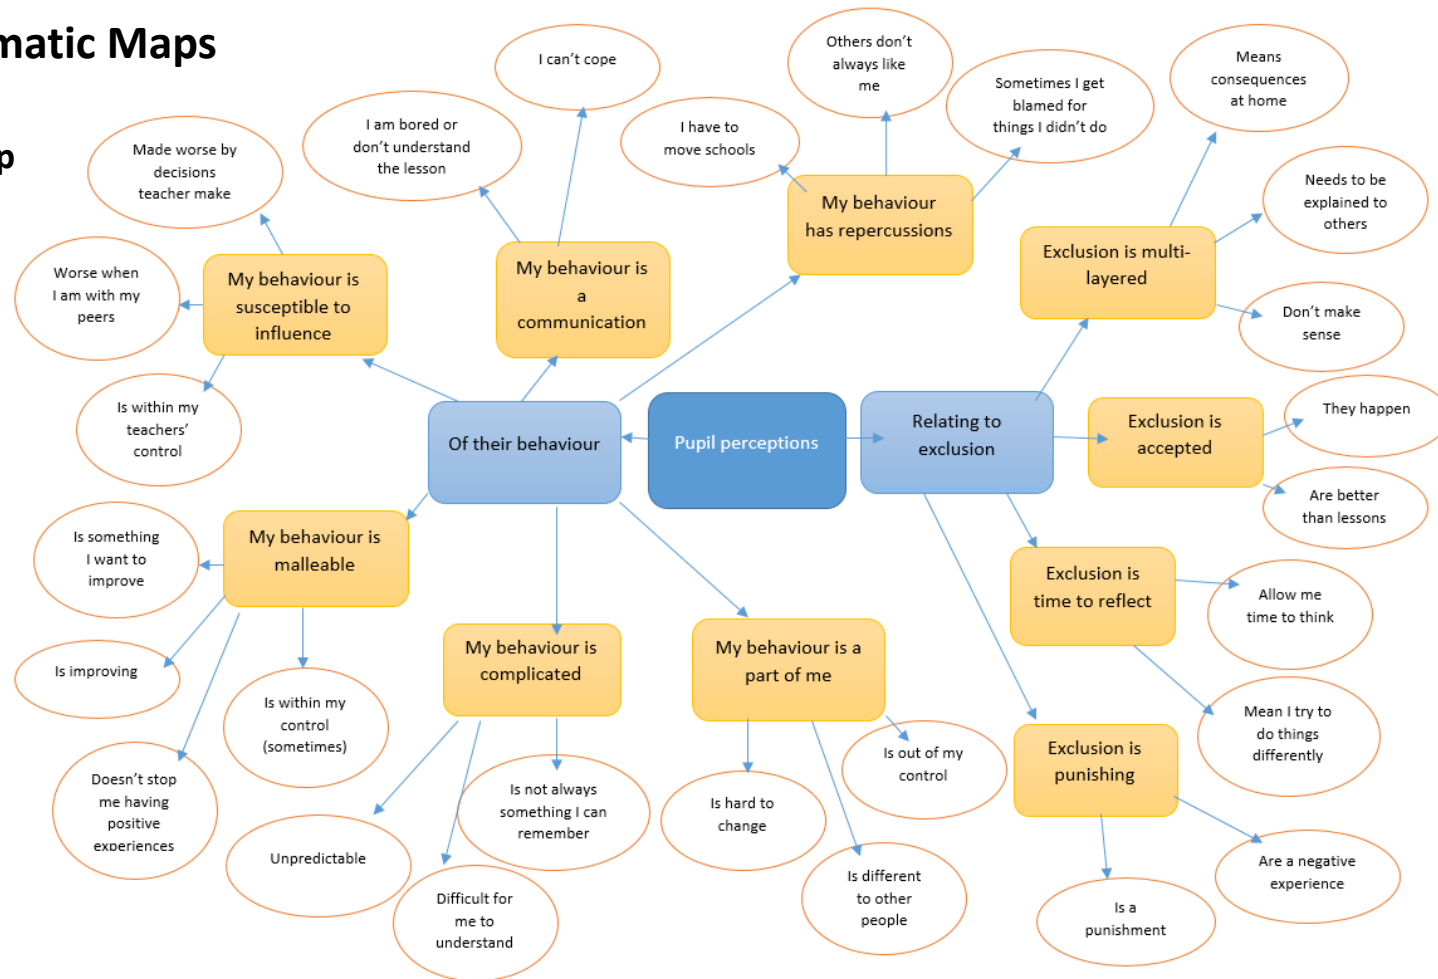 matic Maps
p
I can't cope
I am bored or
don't understand
the lesson
Made worse by
decisions
teacher make
Worse when
I am with my
peers
Is within my
teachers'
control
My behaviour is
susceptible to
influence
My behaviour is
a
communication
I have to
move schools
Others don't
always like
me
Sometimes I get
blamed for
things I didn't do
My behaviour
has repercussions
Means
consequences
at home
Needs to be
explained to
others
Don't make
sense
Exclusion is multi-
layered
Of their behaviour
Pupil perceptions
Relating to
exclusion
Exclusion is
accepted
They happen
Are better
than lessons
Is something
I want to
improve
My behaviour is
malleable
Is improving
Is within my
control
(sometimes)
Doesn't stop
me having
positive
experiences
My behaviour is
complicated
Unpredictable
Difficult for
me to
understand
Is not always
something I can
remember
My behaviour is a
part of me
Is hard to
change
Is different
to other
people
Is out of my
control
Exclusion is
time to reflect
Allow me
time to think
Mean I try to
do things
differently
Exclusion is
punishing
Is a
punishment
Are a negative
experience